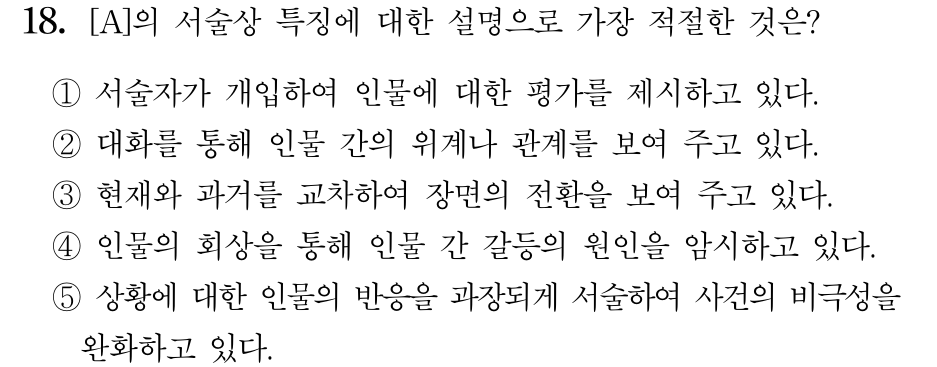 18. [A]의 서술상 특징에 대한 설명으로 가장 적절한 것은?
① 서술자가 개입하여 인물에 대한 평가를 제시하고 있다.
② 대화를 통해 인물 간의 위계나 관계를 보여 주고 있다.
③ 현재와 과거를 교차하여 장면의 전환을 보여 주고 있다.
④ 인물의 회상을 통해 인물 간 갈등의 원인을 암시하고 있다.
⑤ 상황에 대한 인물의 반응을 과장되게 서술하여 사건의 비극성을
완화하고 있다.